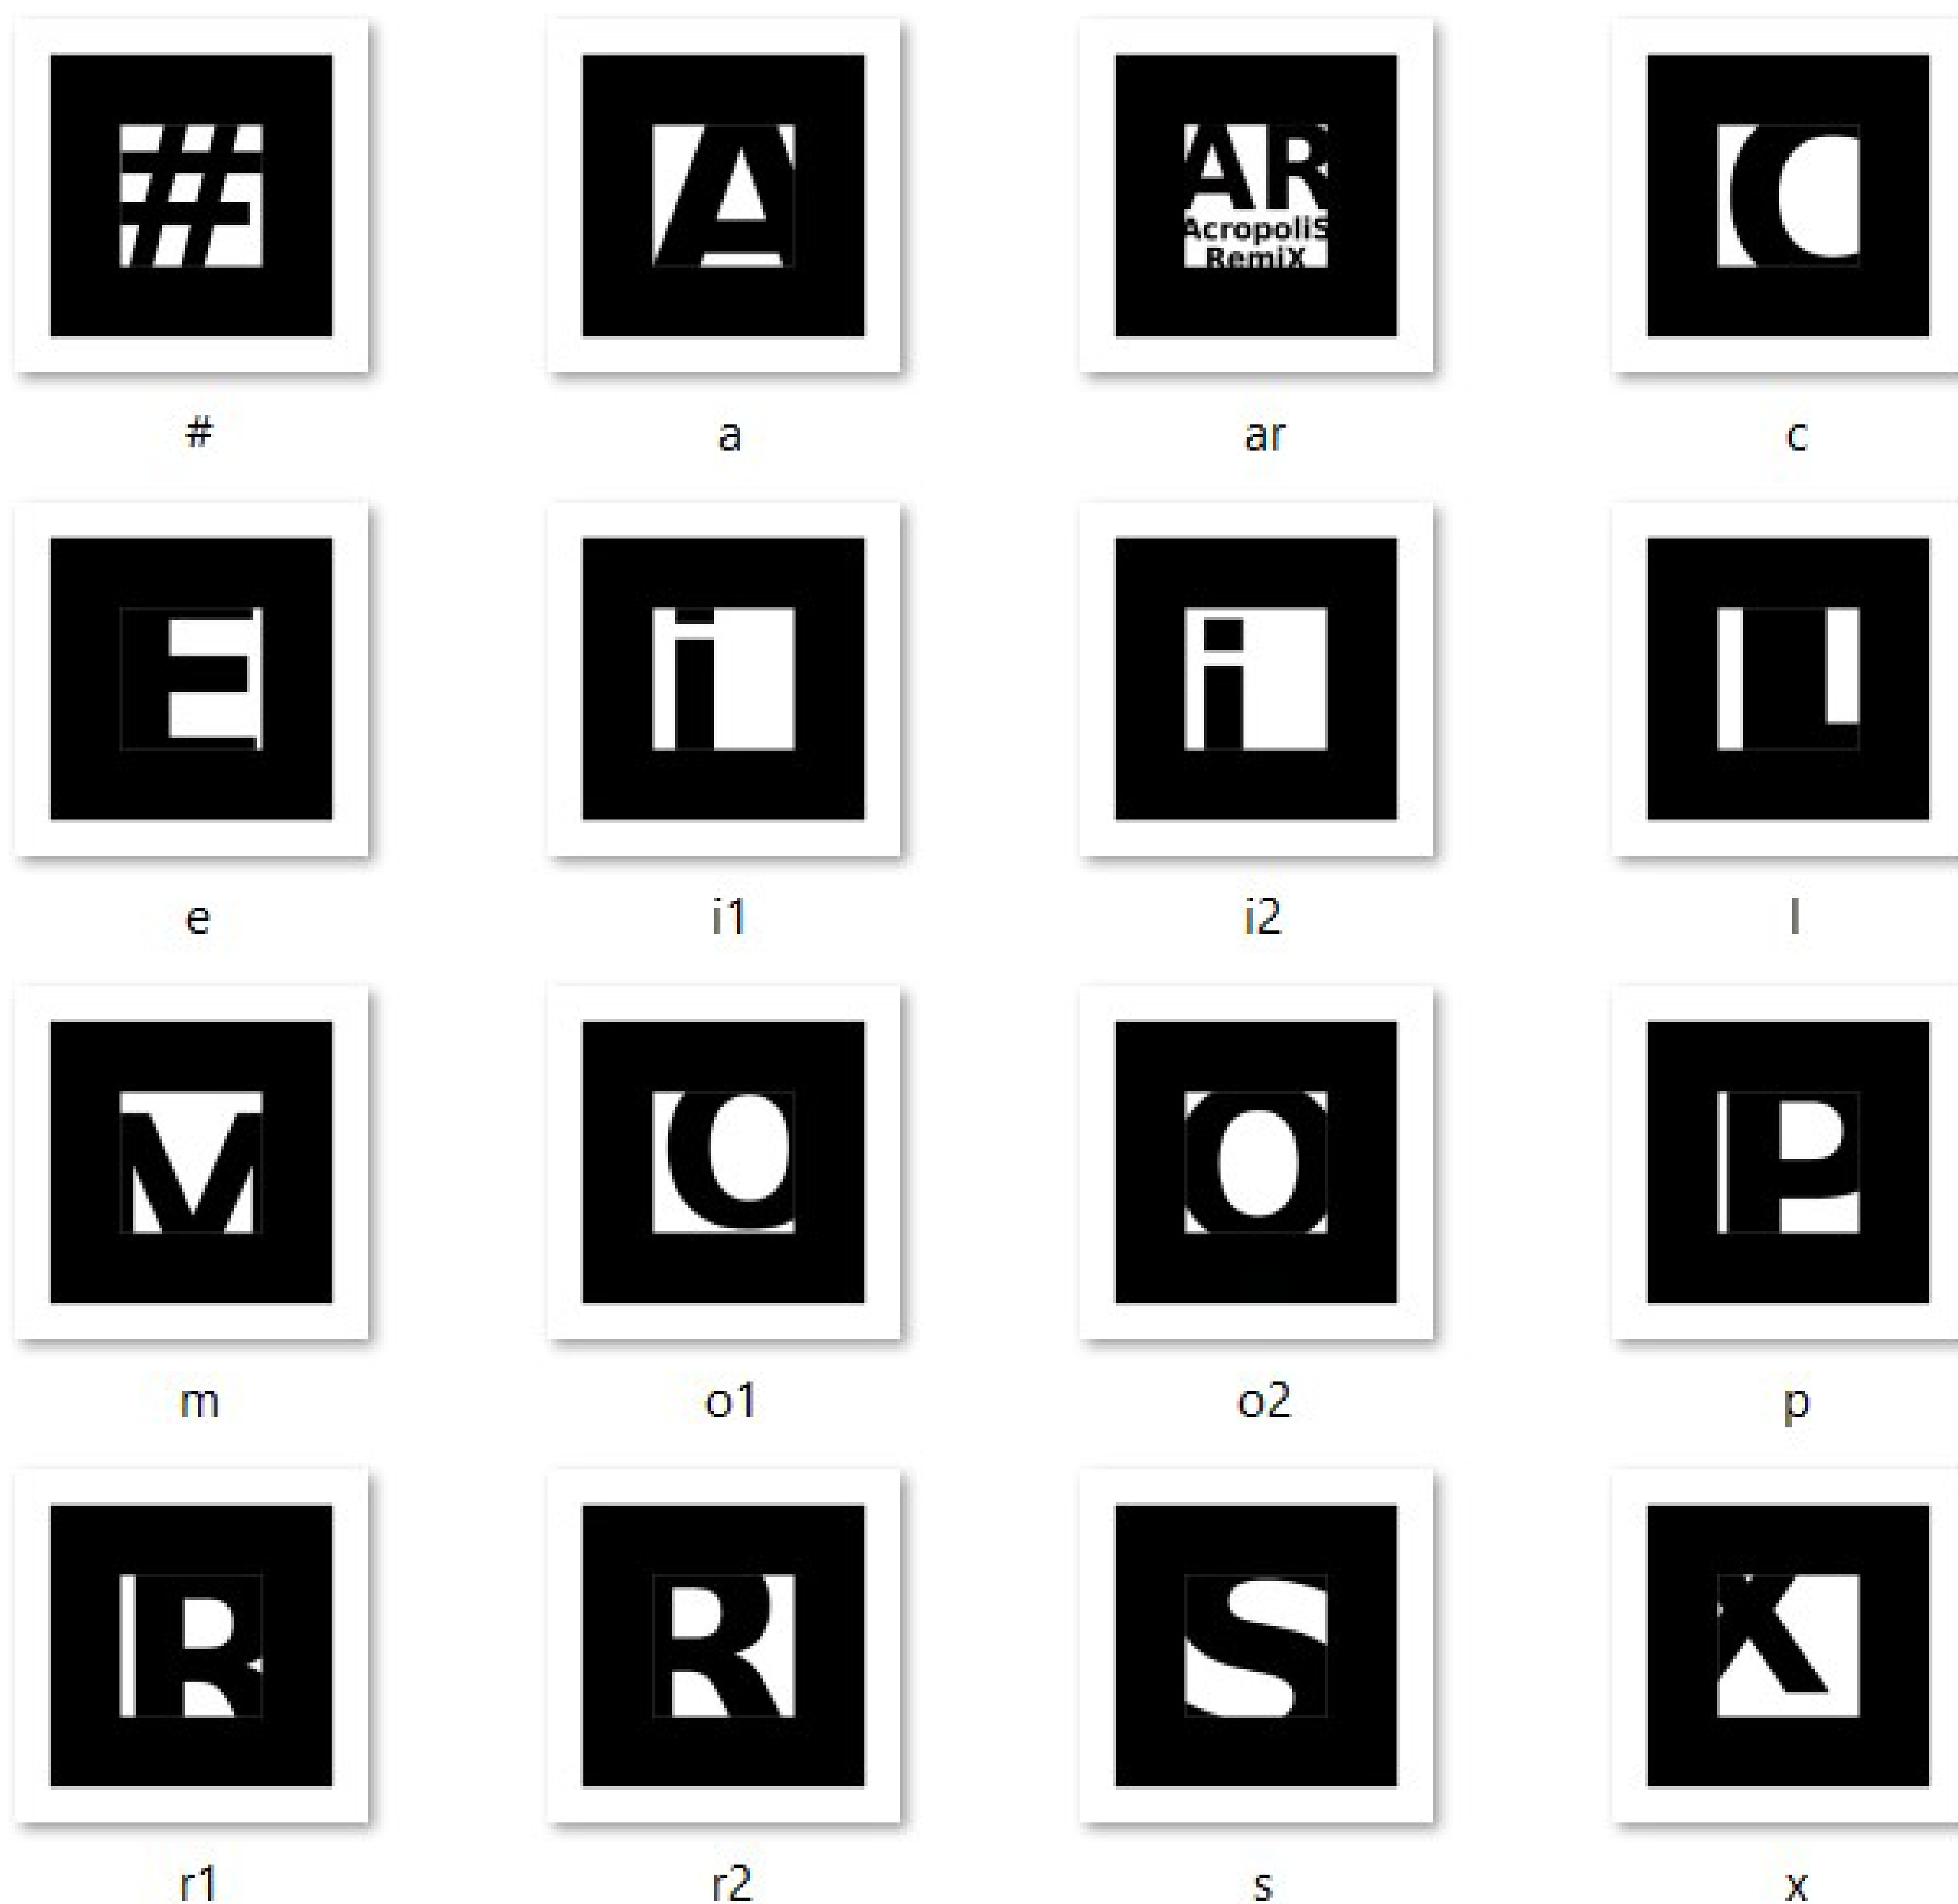 # A AR C
AcropoliS
RemiX
# a ar c
E i i L
e i1 i2 l
M O O P
m o1 o2 p
R R S X
r1 r2 s x